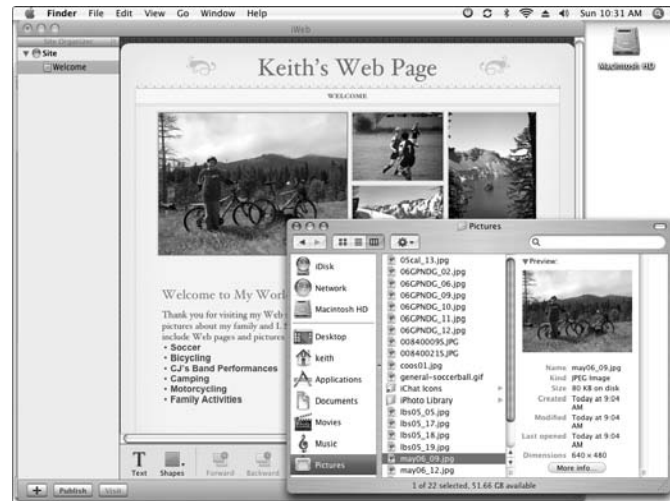 Finder File Edit View Go Window Help Sun 10:31 AM
iWeb
Site Organizer
Site
Welcome
Macintosh HD
Keith's Web Page
WELCOME
Welcome to My Worl
Thank you for visiting my Web
pictures about my family and I.
include Web pages and pictures
• Soccer
• Bicycling
• CJ's Band Performances
• Camping
• Motorcycling
• Family Activities
Text Shapes Forward Backward
+ Publish Visit
Pictures
iDisk
Network
Macintosh HD
Desktop
keith
Applications
Documents
Movies
Music
Pictures
05cal_13.jpg
06GPNDG_02.jpg
06GPNDG_06.jpg
06GPNDG_09.jpg
06GPNDG_10.jpg
06GPNDG_11.jpg
06GPNDG_12.jpg
008400095.JPG
008400215.JPG
coos01.jpg
general-soccerball.gif
iChat Icons
iPhoto Library
lbs05_05.jpg
lbs05_17.jpg
lbs05_18.jpg
lbs05_19.jpg
may06_09.jpg
may06_12.jpg
Preview:
Name may06_09.jpg
Kind JPEG Image
Size 80 KB on disk
Created Today at 9:04
AM
Modified Today at 9:04
AM
Last opened Today at 9:04
AM
Dimensions 640 x 480
More info...
1 of 22 selected, 51.66 GB available